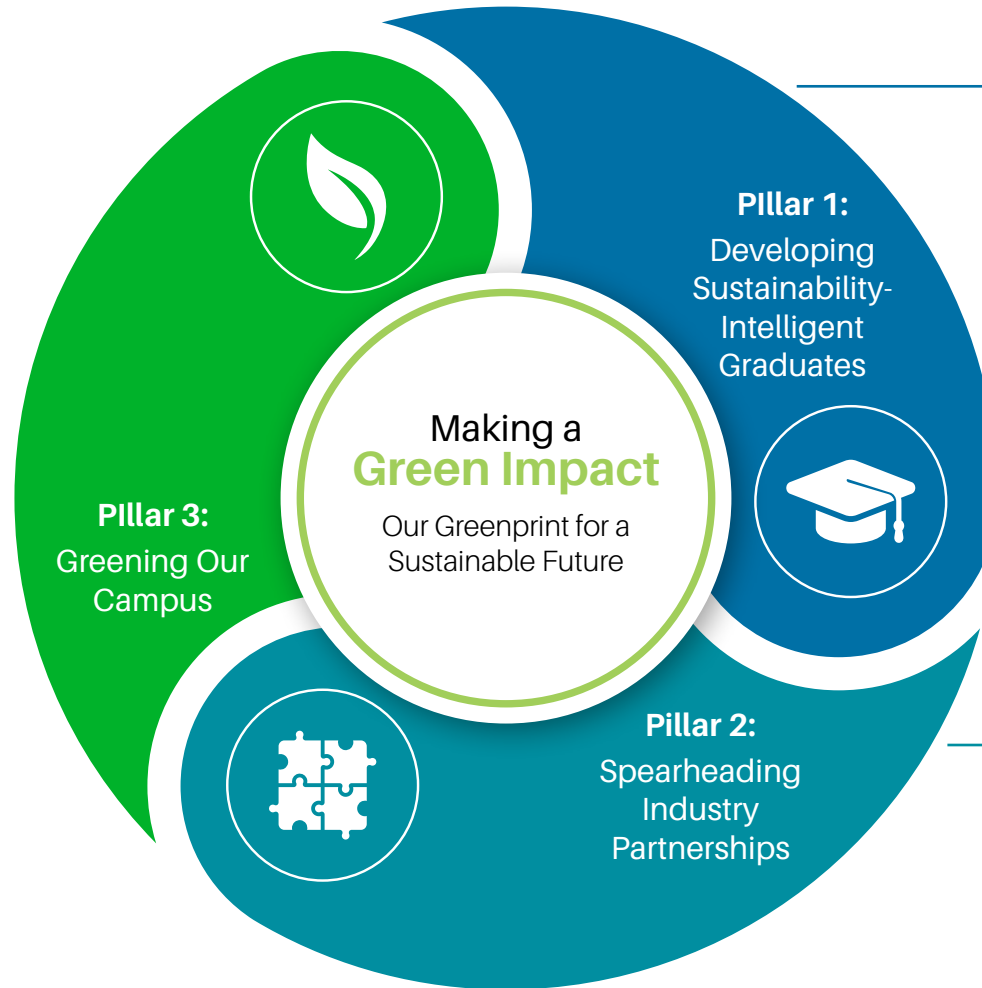 Making a
Green Impact
Our Greenprint for a
Sustainable Future
PIllar 1:
Developing
Sustainability-
Intelligent
Graduates
Pillar 2:
Spearheading
Industry
Partnerships
PIllar 3:
Greening Our
Campus